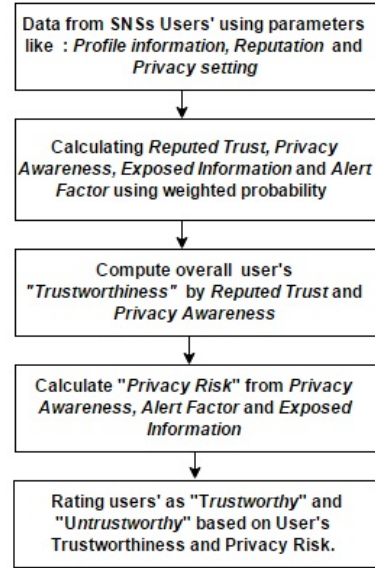 Data from SNSs Users' using parameters
like : Profile information, Reputation and
Privacy setting
Calculating Reputed Trust, Privacy
Awareness, Exposed Information and Alert
Factor using weighted probability
Compute overall user's
"Trustworthiness" by Reputed Trust and
Privacy Awareness
Calculate "Privacy Risk" from Privacy
Awareness, Alert Factor and Exposed
Information
Rating users' as "Trustworthy" and
"Untrustworthy" based on User's
Trustworthiness and Privacy Risk.